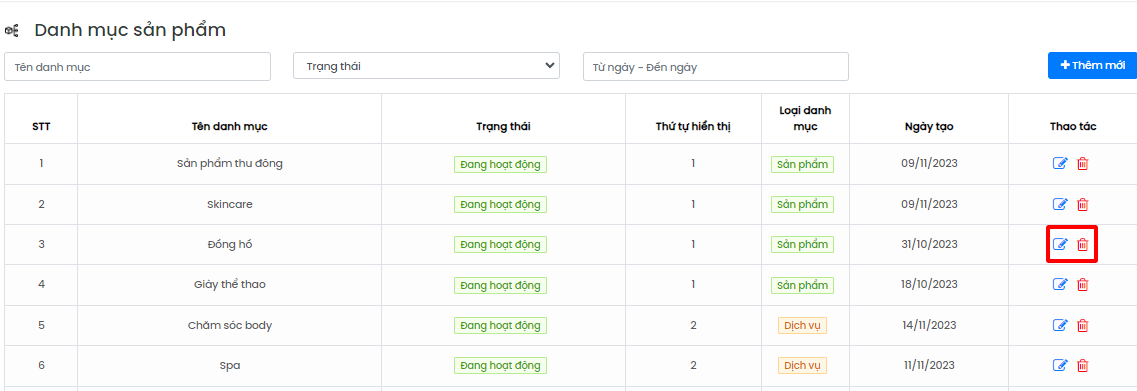 Danh mục sản phẩm
Tên danh mục Trạng thái Từ ngày - Đến ngày Thêm mới
STT Tên danh mục Trạng thái Thứ tự hiển thị Loại danh mục Ngày tạo Thao tác
1 Sản phẩm thu đông Đang hoạt động 1 Sản phẩm 09/11/2023
2 Skincare Đang hoạt động 1 Sản phẩm 09/11/2023
3 Đồng hồ Đang hoạt động 1 Sản phẩm 31/10/2023
4 Giày thể thao Đang hoạt động 1 Sản phẩm 18/10/2023
5 Chăm sóc body Đang hoạt động 2 Dịch vụ 14/11/2023
6 Spa Đang hoạt động 2 Dịch vụ 11/11/2023